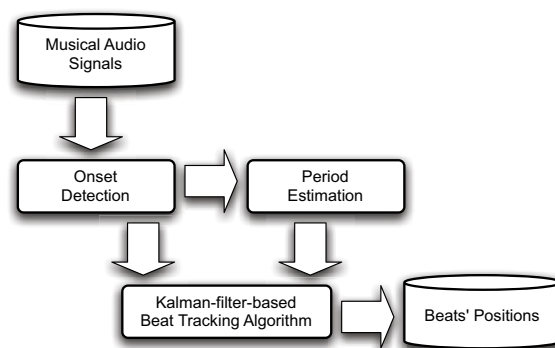 Musical Audio
Signals
Onset
Detection
Period
Estimation
Kalman-filter-based
Beat Tracking Algorithm
Beats' Positions